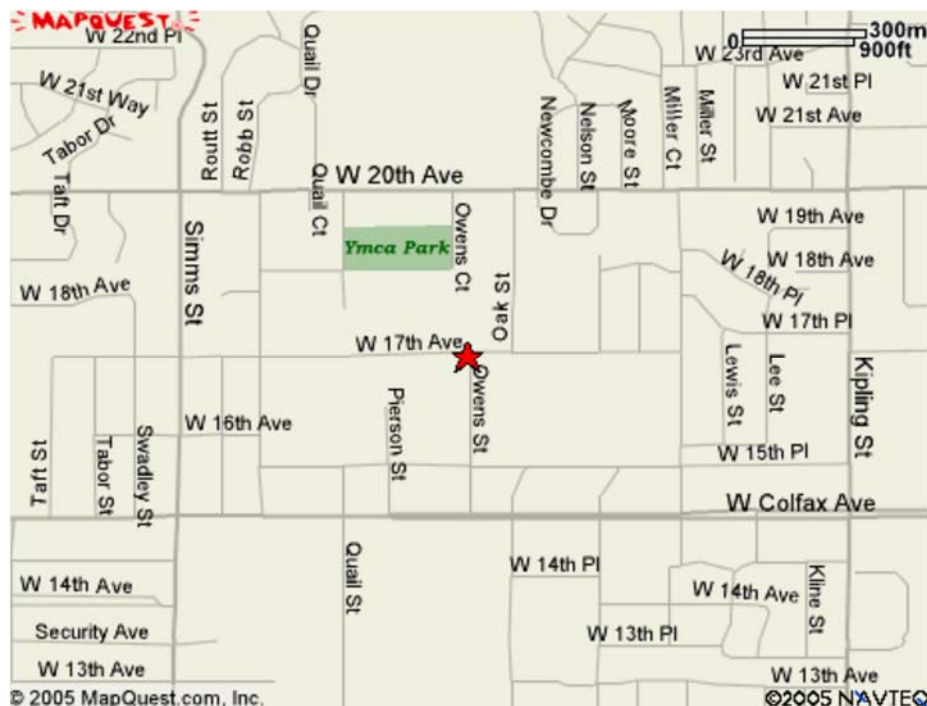 MAPQUEST
300m
0
900ft
W 22nd Pl
W 23rd Ave
W 21st Way
W 21st Pl
W 21st Ave
Quail Dr
Routt St
Robb St
Tabor Dr
Taft Dr
Newcombe Dr
Nelson St
Moore St
Miller Ct
Miller St
W 20th Ave
Quail Ct
Owens Ct
Ymca Park
Simms St
W 19th Ave
W 18th Ave
W 18th Pl
W 18th Ave
Oak St
W 17th Pl
W 17th Ave
Owens St
Lewis St
Lee St
Kipling St
Pierson St
W 16th Ave
Taft St
Tabor St
Swadley St
W 15th Pl
W Colfax Ave
Quail St
W 14th Pl
W 14th Ave
W 14th Ave
Kline St
Security Ave
W 13th Pl
W 13th Ave
W 13th Ave
© 2005 MapQuest.com, Inc.
©2005 NAVTEQ